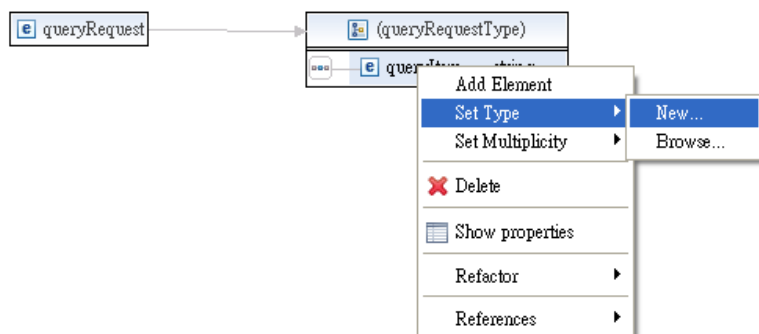 queryRequest
(queryRequestType)
Add Element
Set Type
New...
Set Multiplicity
Browse...
Delete
Show properties
Refactor
References